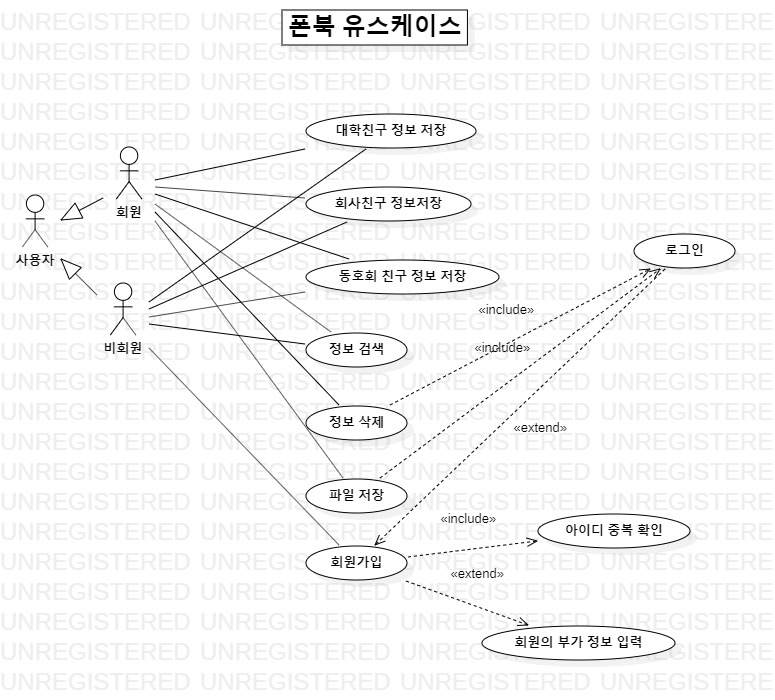 폰북 유스케이스
대학친구 정보 저장
회원
회사친구 정보저장
사용자
로그인
동호회 친구 정보 저장
«include»
비회원
정보 검색
«include»
정보 삭제
«extend»
파일 저장
«include»
아이디 중복 확인
회원가입
«extend»
회원의 부가 정보 입력
UNREGISTERED UNREGISTERED UNREGISTERED UNREGISTERE